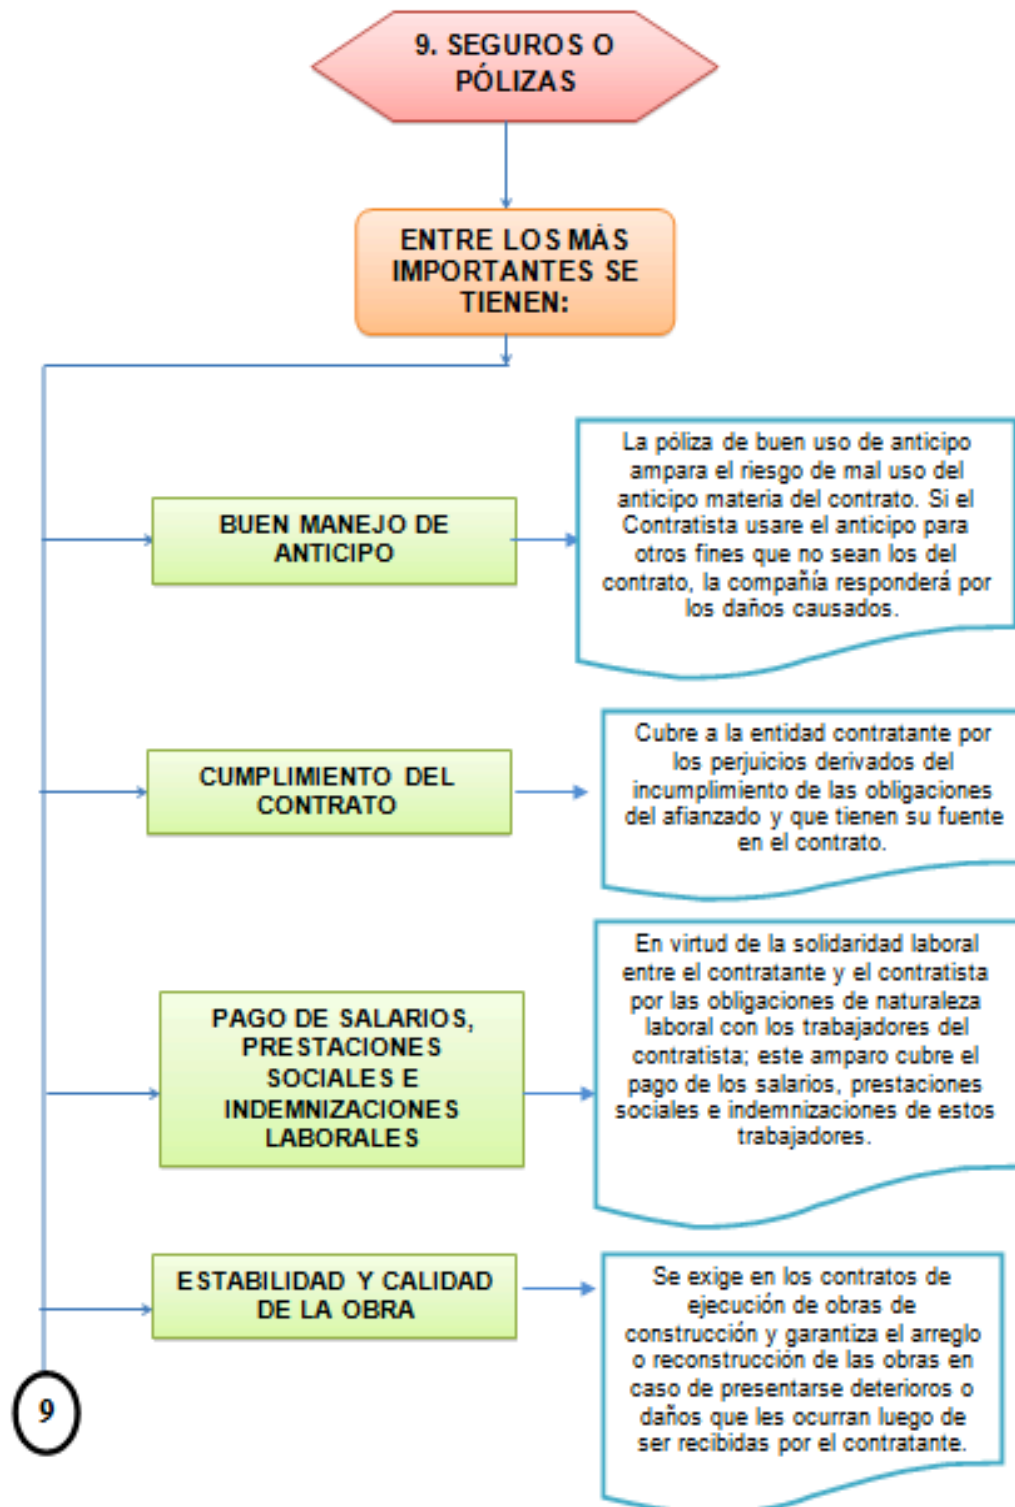 9. SEGUROS O
PÓLIZAS
ENTRE LOS MÁS
IMPORTANTES SE
TIENEN:
BUEN MANEJO DE
ANTICIPO
La póliza de buen uso de anticipo
ampara el riesgo de mal uso del
anticipo materia del contrato. Si el
Contratista usare el anticipo para
otros fines que no sean los del
contrato, la compañía responderá por
los daños causados.
CUMPLIMIENTO DEL
CONTRATO
Cubre a la entidad contratante por
los perjuicios derivados del
incumplimiento de las obligaciones
del afianzado y que tienen su fuente
en el contrato.
PAGO DE SALARIOS,
PRESTACIONES
SOCIALES E
INDEMNIZACIONES
LABORALES
En virtud de la solidaridad laboral
entre el contratante y el contratista
por las obligaciones de naturaleza
laboral con los trabajadores del
contratista; este amparo cubre el
pago de los salarios, prestaciones
sociales e indemnizaciones de estos
trabajadores.
ESTABILIDAD Y CALIDAD
DE LA OBRA
Se exige en los contratos de
ejecución de obras de
construcción y garantiza el arreglo
o reconstrucción de las obras en
caso de presentarse deterioros o
daños que les ocurran luego de
ser recibidas por el contratante.
9